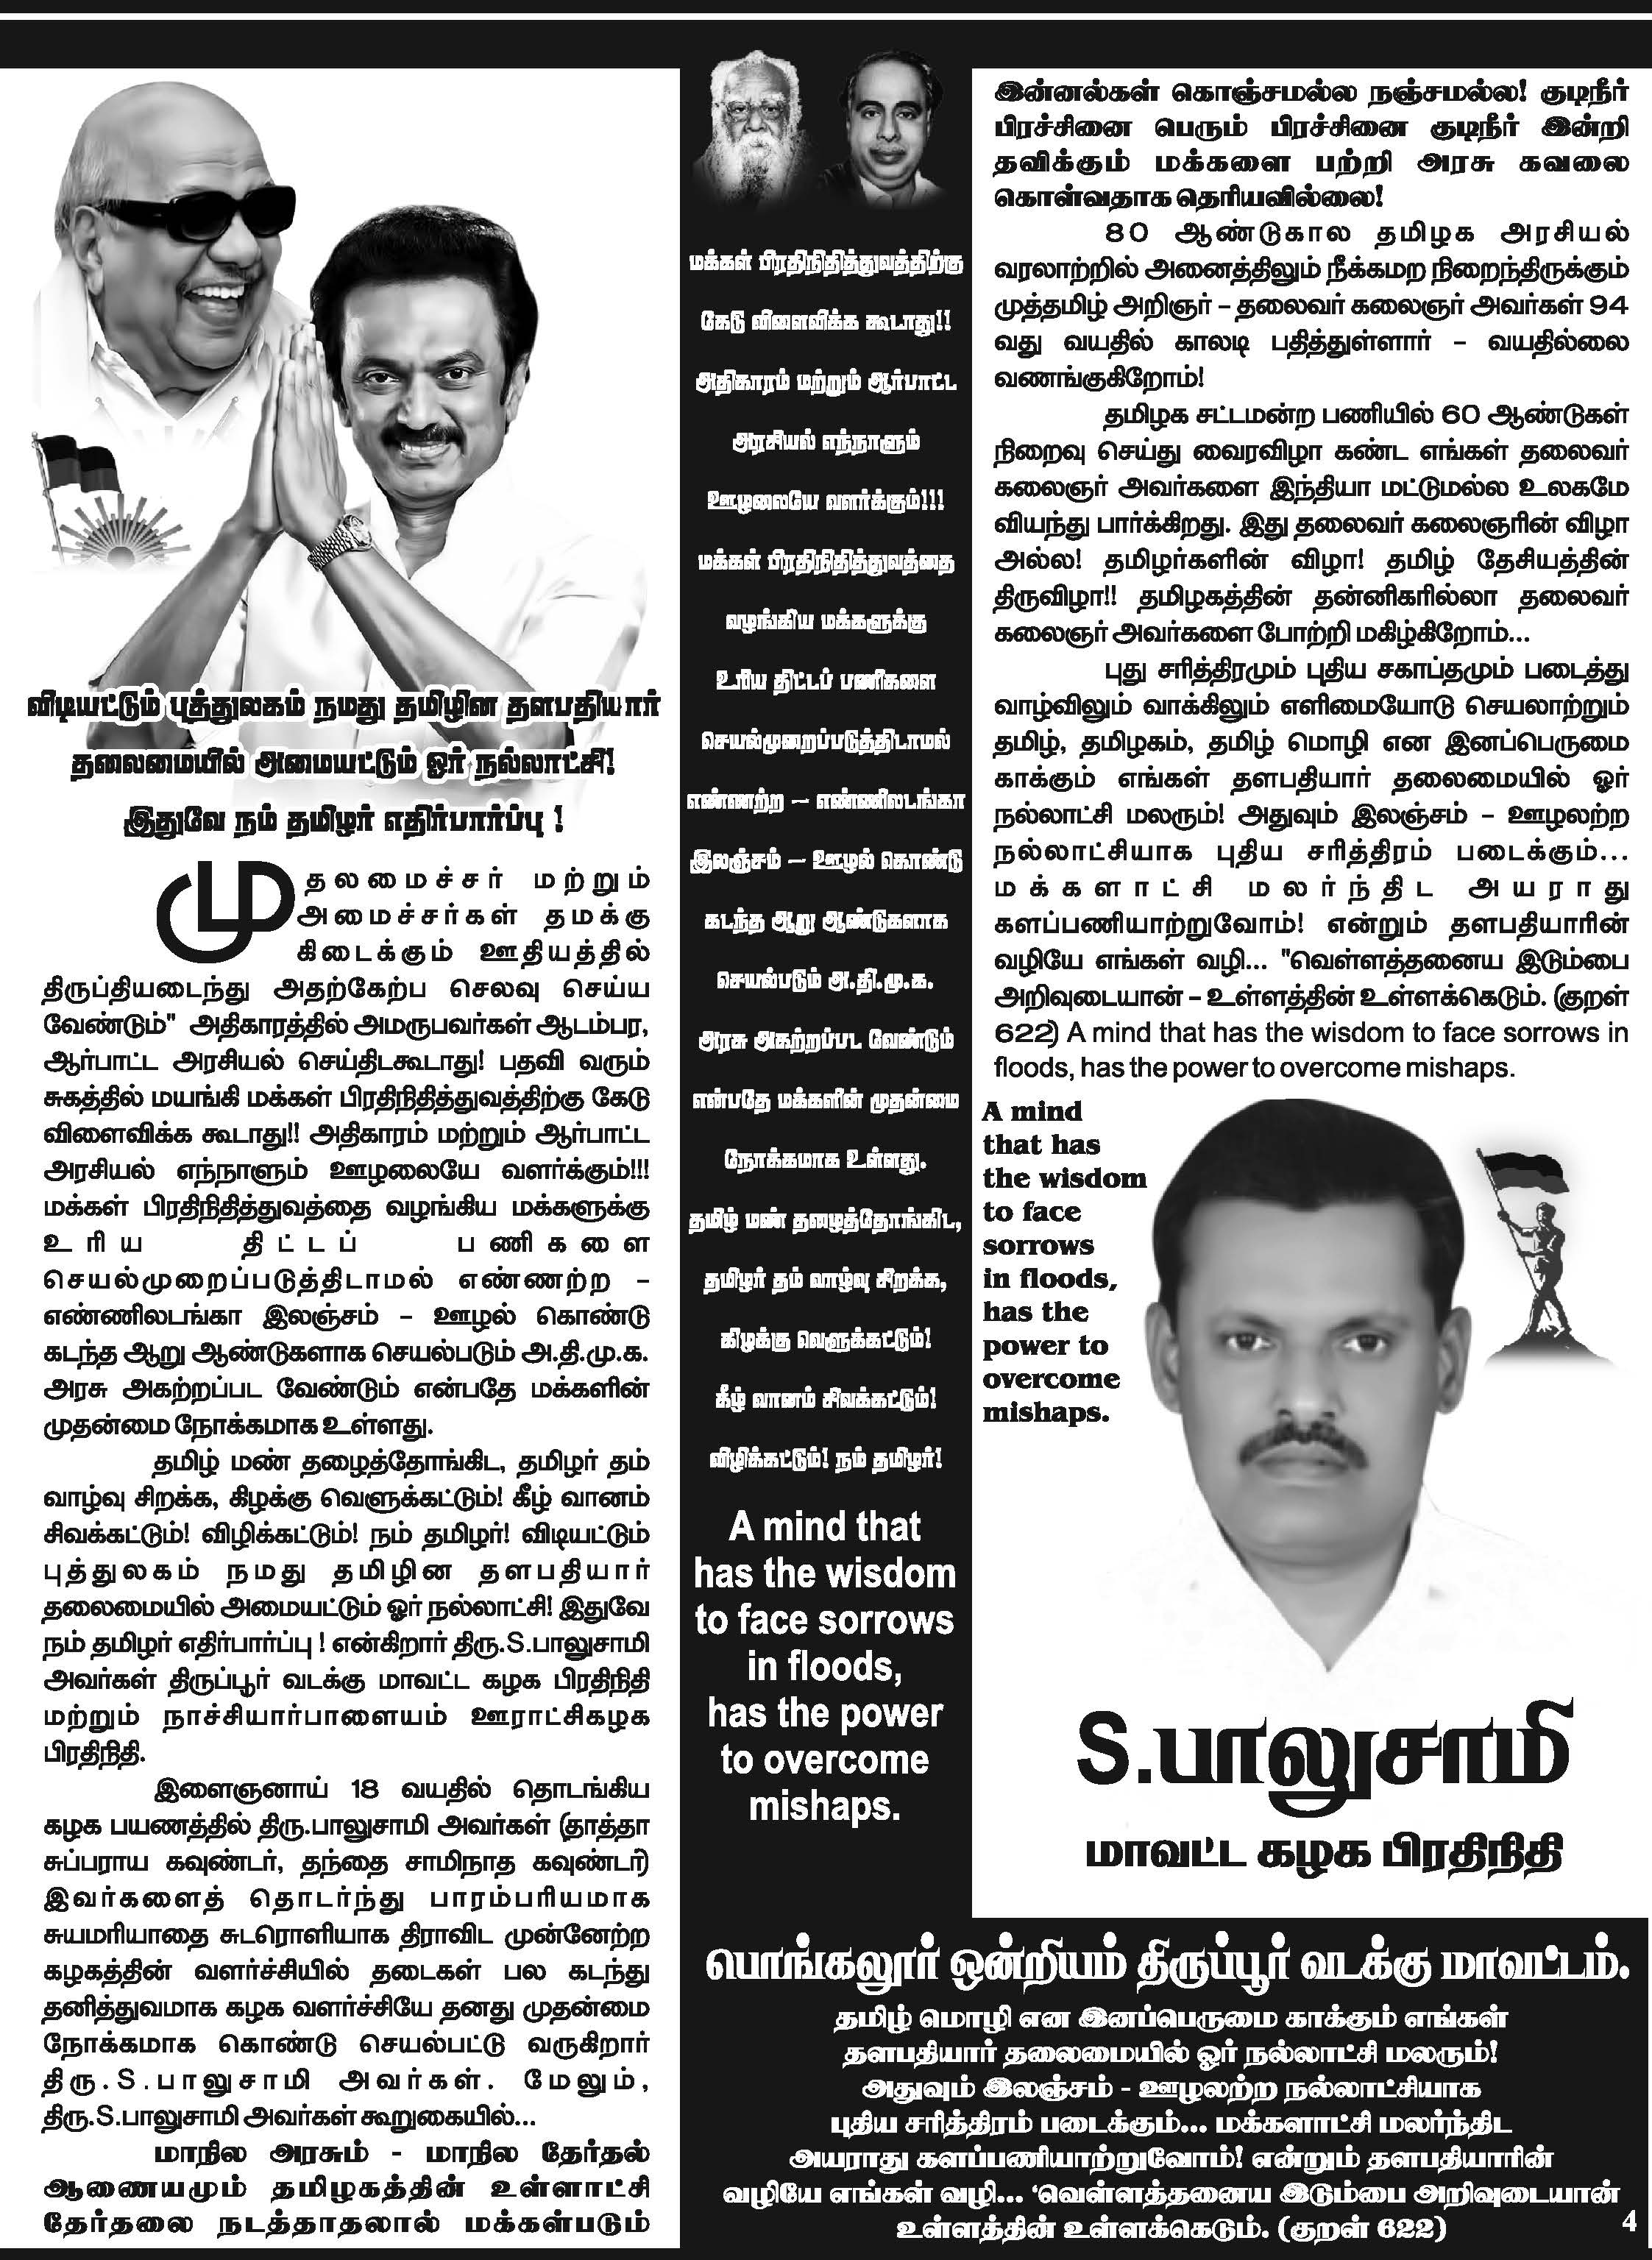 விடியட்டும் புத்துலகம் நமது தமிழின தளபதியார்
தலைமையில் அமையட்டும் ஓர் நல்லாட்சி!
இதுவே நம் தமிழர் எதிர்பார்ப்பு !
முதலமைச்சர் மற்றும்
அமைச்சர்கள் தமக்கு
கிடைக்கும் ஊதியத்தில்
திருப்தியடைந்து அதற்கேற்ப செலவு செய்ய
வேண்டும்" அதிகாரத்தில் அமருபவர்கள் ஆடம்பர,
ஆர்பாட்ட அரசியல் செய்திடகூடாது! பதவி வரும்
சுகத்தில் மயங்கி மக்கள் பிரதிநிதித்துவத்திற்கு கேடு
விளைவிக்க கூடாது!! அதிகாரம் மற்றும் ஆர்பாட்ட
அரசியல் எந்நாளும் ஊழலையே வளர்க்கும்!!!
மக்கள் பிரதிநிதித்துவத்தை வழங்கிய மக்களுக்கு
உரிய திட்டப் பணிகளை
செயல்முறைப்படுத்திடாமல் எண்ணற்ற –
எண்ணிலடங்கா இலஞ்சம் – ஊழல் கொண்டு
கடந்த ஆறு ஆண்டுகளாக செயல்படும் அ.தி.மு.க.
அரசு அகற்றப்பட வேண்டும் என்பதே மக்களின்
முதன்மை நோக்கமாக உள்ளது.
தமிழ் மண் தழைத்தோங்கிட, தமிழர் தம்
வாழ்வு சிறக்க, கிழக்கு வெளுக்கட்டும்! கீழ் வானம்
சிவக்கட்டும்! விழிக்கட்டும்! நம் தமிழர்! விடியட்டும்
புத்துலகம் நமது தமிழின தளபதியார்
தலைமையில் அமையட்டும் ஓர் நல்லாட்சி! இதுவே
நம் தமிழர் எதிர்பார்ப்பு ! என்கிறார் திரு.S.பாலுசாமி
அவர்கள் திருப்பூர் வடக்கு மாவட்ட கழக பிரதிநிதி
மற்றும் நாச்சியார்பாளையம் ஊராட்சிகழக
பிரதிநிதி.
இளைஞனாய் 18 வயதில் தொடங்கிய
கழக பயணத்தில் திரு.பாலுசாமி அவர்கள் (தாத்தா
சுப்பராய கவுண்டர், தந்தை சாமிநாத கவுண்டர்)
இவர்களைத் தொடர்ந்து பாரம்பரியமாக
சுயமரியாதை சுடரொளியாக திராவிட முன்னேற்ற
கழகத்தின் வளர்ச்சியில் தடைகள் பல கடந்து
தனித்துவமாக கழக வளர்ச்சியே தனது முதன்மை
நோக்கமாக கொண்டு செயல்பட்டு வருகிறார்
திரு.S.பாலுசாமி அவர்கள். மேலும்,
திரு.S.பாலுசாமி அவர்கள் கூறுகையில்...
மாநில அரசும் - மாநில தேர்தல்
ஆணையமும் தமிழகத்தின் உள்ளாட்சி
தேர்தலை நடத்தாதலால் மக்கள்படும்
மக்கள் பிரதிநிதித்துவத்திற்கு
கேடு விளைவிக்க கூடாது!!
அதிகாரம் மற்றும் ஆர்பாட்ட
அரசியல் எந்நாளும்
ஊழலையே வளர்க்கும்!!!
மக்கள் பிரதிநிதித்துவத்தை
வழங்கிய மக்களுக்கு
உரிய திட்டப் பணிகளை
செயல்முறைப்படுத்திடாமல்
எண்ணற்ற – எண்ணிலடங்கா
இலஞ்சம் – ஊழல் கொண்டு
கடந்த ஆறு ஆண்டுகளாக
செயல்படும் அ.தி.மு.க.
அரசு அகற்றப்பட வேண்டும்
என்பதே மக்களின் முதன்மை
நோக்கமாக உள்ளது.
தமிழ் மண் தழைத்தோங்கிட,
தமிழர் தம் வாழ்வு சிறக்க,
கிழக்கு வெளுக்கட்டும்!
கீழ் வானம் சிவக்கட்டும்!
விழிக்கட்டும்! நம் தமிழர்!
A mind that
has the wisdom
to face sorrows
in floods,
has the power
to overcome
mishaps.
இன்னல்கள் கொஞ்சமல்ல நஞ்சமல்ல! குடிநீர்
பிரச்சினை பெரும் பிரச்சினை குடிநீர் இன்றி
தவிக்கும் மக்களை பற்றி அரசு கவலை
கொள்வதாக தெரியவில்லை!
80 ஆண்டுகால தமிழக அரசியல்
வரலாற்றில் அனைத்திலும் நீக்கமற நிறைந்திருக்கும்
முத்தமிழ் அறிஞர் – தலைவர் கலைஞர் அவர்கள் 94
வது வயதில் காலடி பதித்துள்ளார் – வயதில்லை
வணங்குகிறோம்!
தமிழக சட்டமன்ற பணியில் 60 ஆண்டுகள்
நிறைவு செய்து வைரவிழா கண்ட எங்கள் தலைவர்
கலைஞர் அவர்களை இந்தியா மட்டுமல்ல உலகமே
வியந்து பார்க்கிறது. இது தலைவர் கலைஞரின் விழா
அல்ல! தமிழர்களின் விழா! தமிழ் தேசியத்தின்
திருவிழா!! தமிழகத்தின் தன்னிகரில்லா தலைவர்
கலைஞர் அவர்களை போற்றி மகிழ்கிறோம்...
புது சரித்திரமும் புதிய சகாப்தமும் படைத்து
வாழ்விலும் வாக்கிலும் எளிமையோடு செயலாற்றும்
தமிழ், தமிழகம், தமிழ் மொழி என இனப்பெருமை
காக்கும் எங்கள் தளபதியார் தலைமையில் ஓர்
நல்லாட்சி மலரும்! அதுவும் இலஞ்சம் – ஊழலற்ற
நல்லாட்சியாக புதிய சரித்திரம் படைக்கும்...
மக்களாட்சி மலர்ந்திட அயராது
களப்பணியாற்றுவோம்! என்றும் தளபதியாரின்
வழியே எங்கள் வழி... "வெள்ளத்தனைய இடும்பை
அறிவுடையான் – உள்ளத்தின் உள்ளக்கெடும். (குறள்
622) A mind that has the wisdom to face sorrows in
floods, has the power to overcome mishaps.
A mind
that has
the wisdom
to face
sorrows
in floods,
has the
power to
overcome
mishaps.
S.பாலுசாமி
மாவட்ட கழக பிரதிநிதி
பொங்கலூர் ஒன்றியம் திருப்பூர் வடக்கு மாவட்டம்.
தமிழ் மொழி என இனப்பெருமை காக்கும் எங்கள்
தளபதியார் தலைமையில் ஓர் நல்லாட்சி மலரும்!
அதுவும் இலஞ்சம் - ஊழலற்ற நல்லாட்சியாக
புதிய சரித்திரம் படைக்கும்... மக்களாட்சி மலர்ந்திட
அயராது களப்பணியாற்றுவோம்! என்றும் தளபதியாரின்
வழியே எங்கள் வழி... ‘வெள்ளத்தனைய இடும்பை அறிவுடையான்
உள்ளத்தின் உள்ளக்கெடும். (குறள் 622)
4